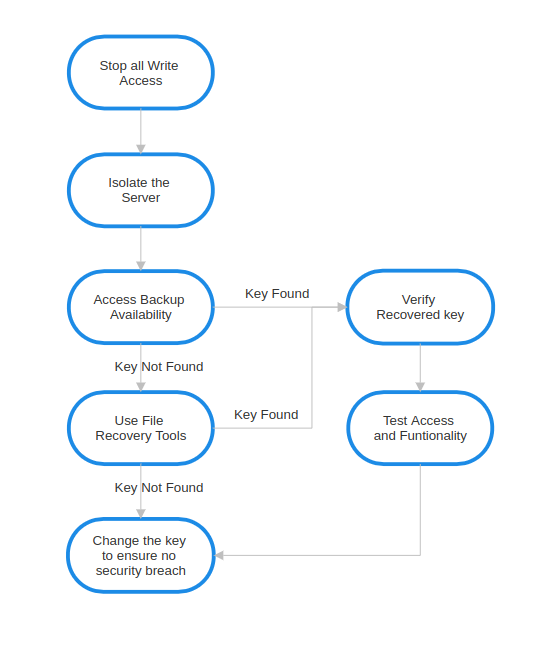 Stop all Write
Access
Isolate the
Server
Access Backup
Availability
Key Found
Verify
Recovered key
Key Not Found
Use File
Recovery Tools
Key Found
Test Access
and Funtionality
Key Not Found
Change the key
to ensure no
security breach